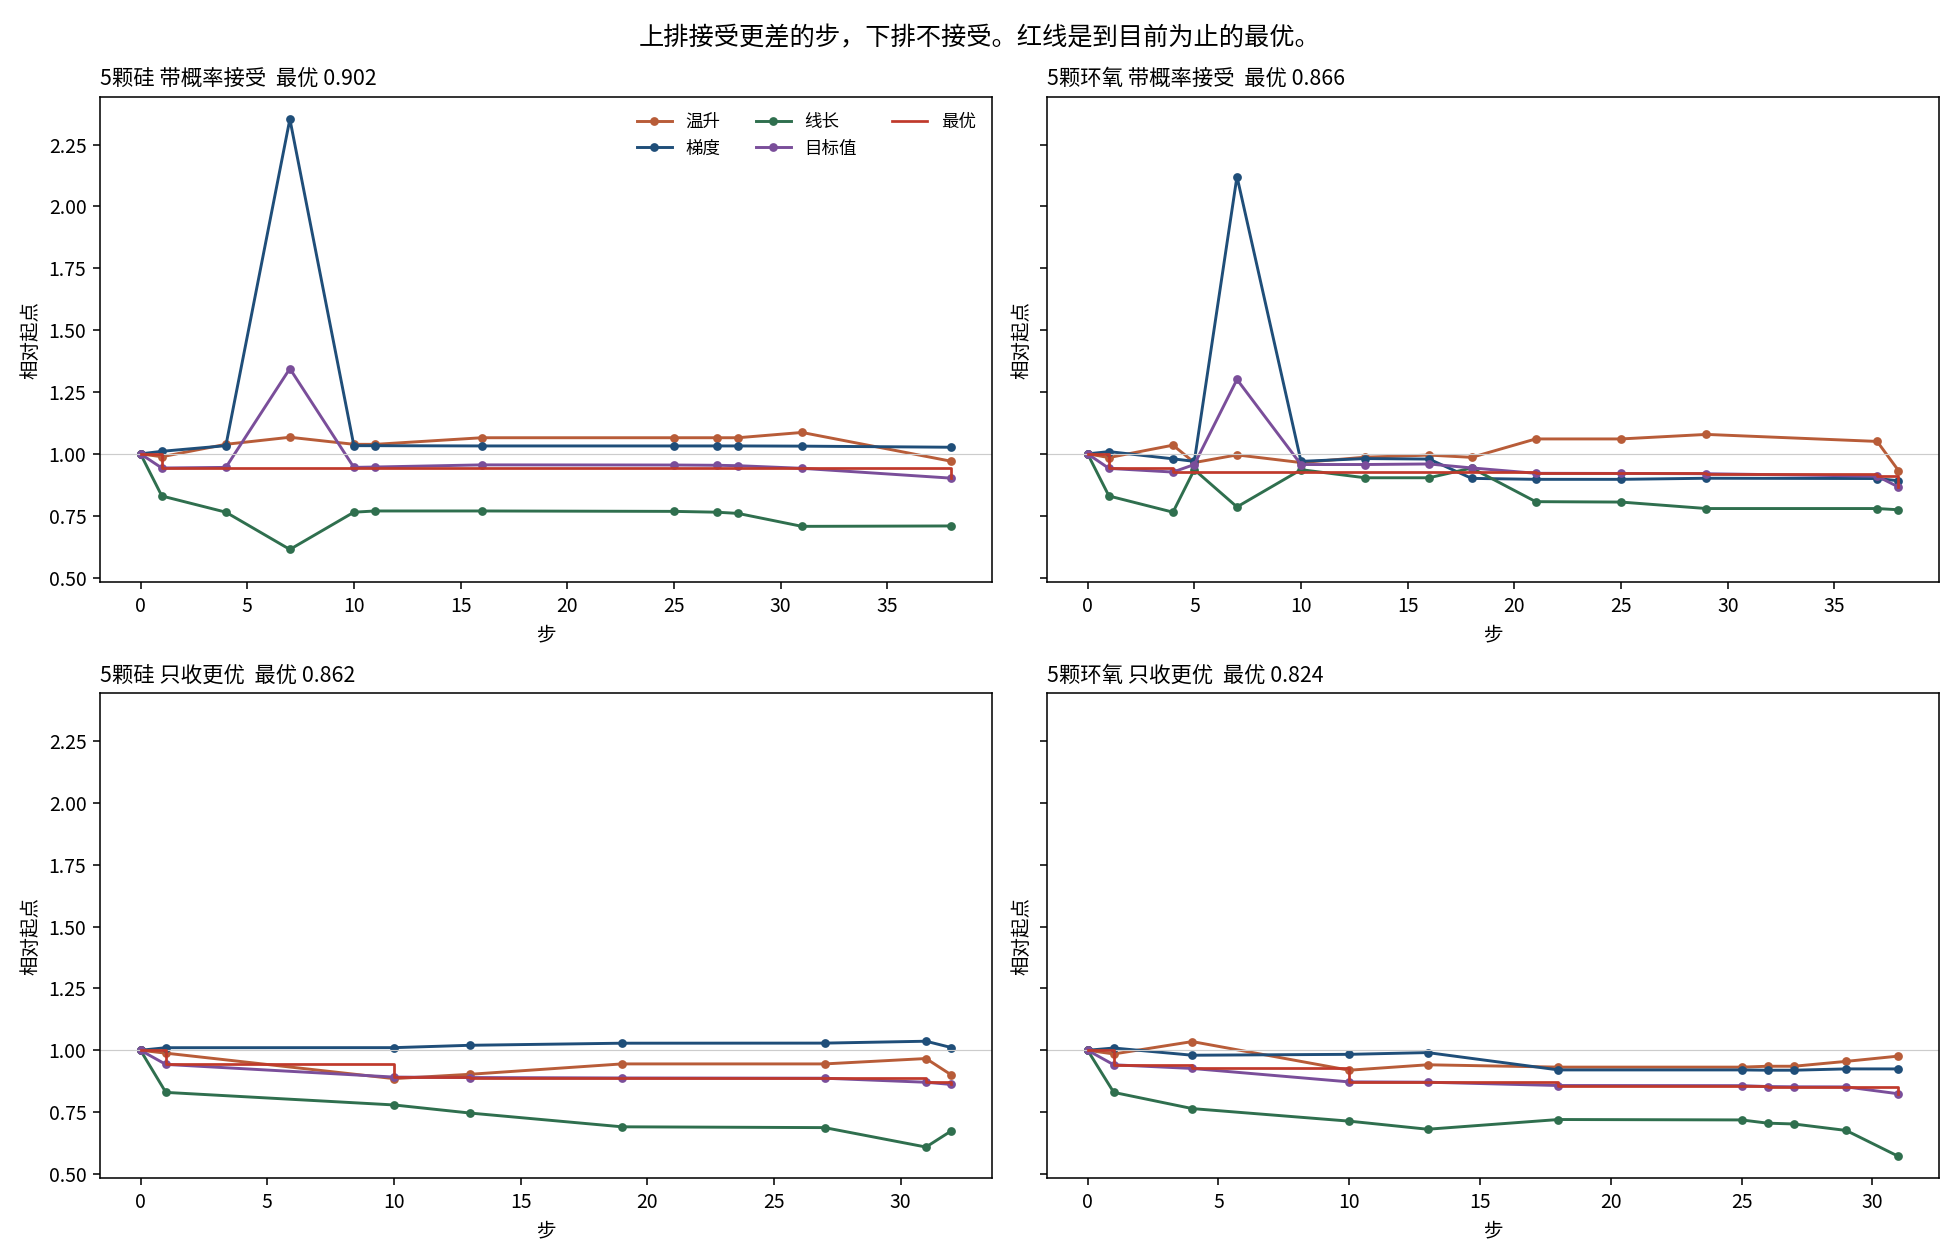 上排接受更差的步，下排不接受。红线是到目前为止的最优。
5颗硅 带概率接受  最优 0.902
温升 线长 最优
梯度 目标值
2.25
2.00
1.75
1.50
1.25
1.00
0.75
0.50
相对起点
0 5 10 15 20 25 30 35
步
5颗环氧 带概率接受  最优 0.866
相对起点
0 5 10 15 20 25 30 35
步
5颗硅 只收更优  最优 0.862
2.25
2.00
1.75
1.50
1.25
1.00
0.75
0.50
相对起点
0 5 10 15 20 25 30
步
5颗环氧 只收更优  最优 0.824
相对起点
0 5 10 15 20 25 30
步